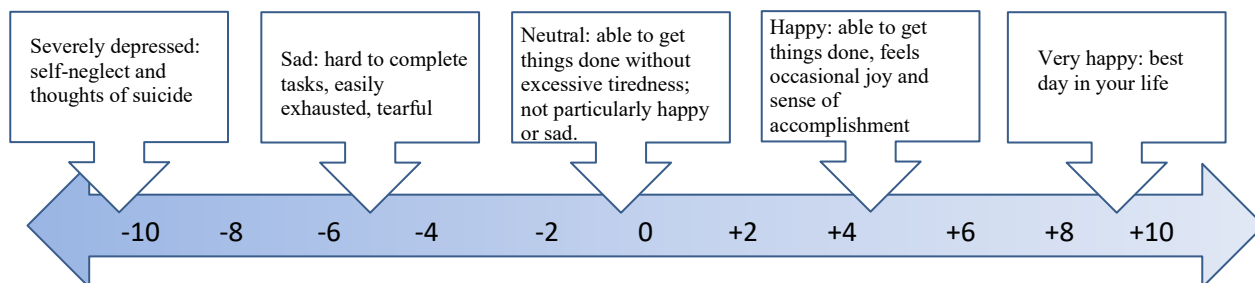 Severely depressed:
self-neglect and
thoughts of suicide
Sad: hard to complete
tasks, easily
exhausted, tearful
Neutral: able to get
things done without
excessive tiredness;
not particularly happy
or sad.
Happy: able to get
things done, feels
occasional joy and
sense of
accomplishment
Very happy: best
day in your life
-10 -8 -6 -4 -2 0 +2 +4 +6 +8 +10